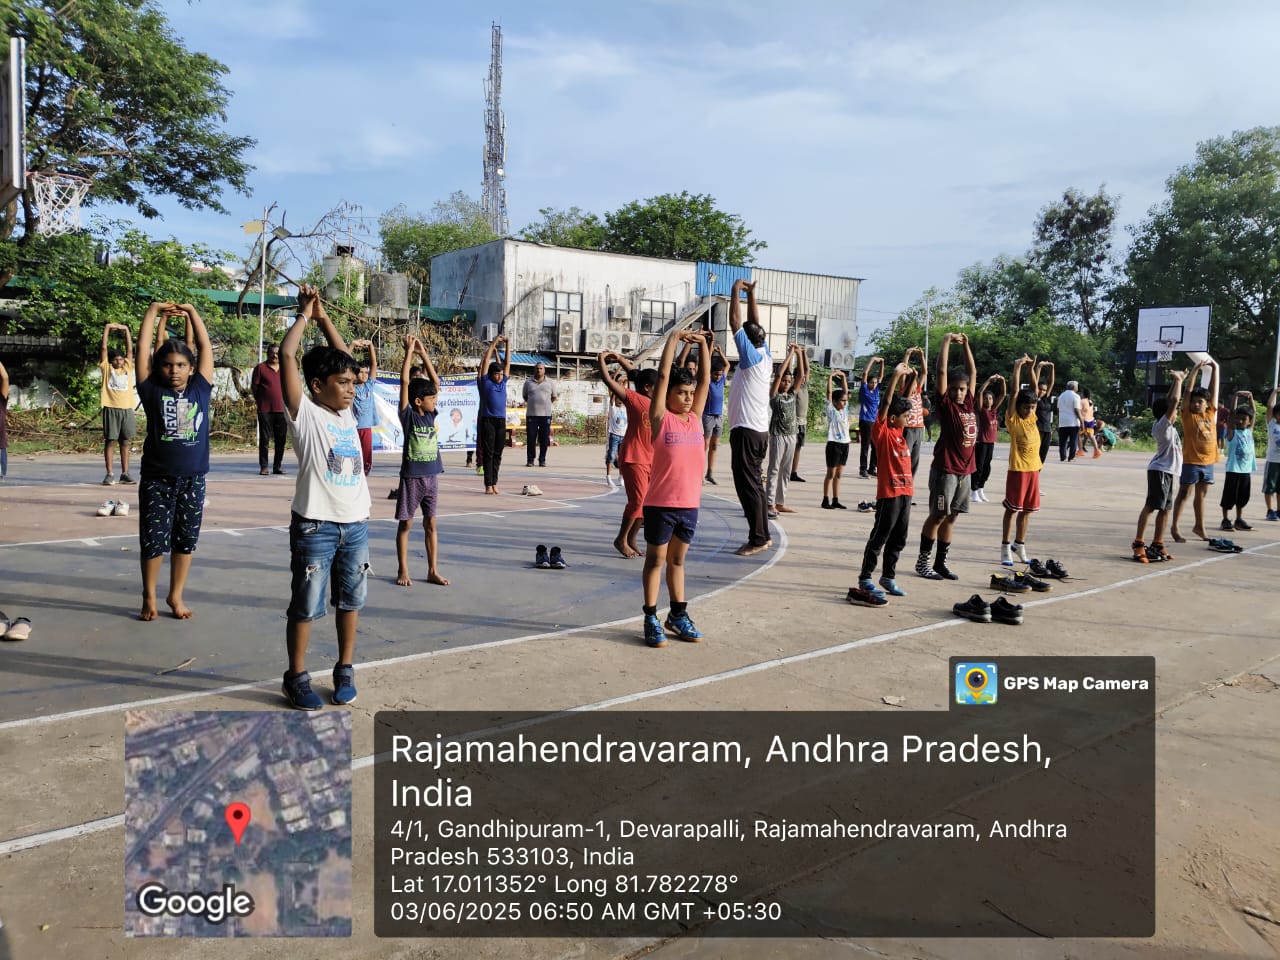 GPS Map Camera
Rajamahendravaram, Andhra Pradesh,
India
4/1, Gandhipuram-1, Devarapalli, Rajamahendravaram, Andhra
Pradesh 533103, India
Lat 17.011352° Long 81.782278°
03/06/2025 06:50 AM GMT +05:30
Google